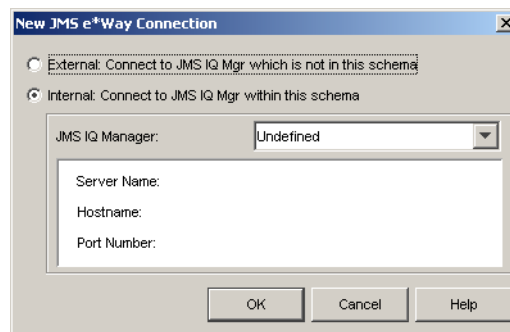 New JMS e*Way Connection
External: Connect to JMS IQ Mgr which is not in this schema
Internal: Connect to JMS IQ Mgr within this schema
JMS IQ Manager: Undefined
Server Name:
Hostname:
Port Number:
OK Cancel Help